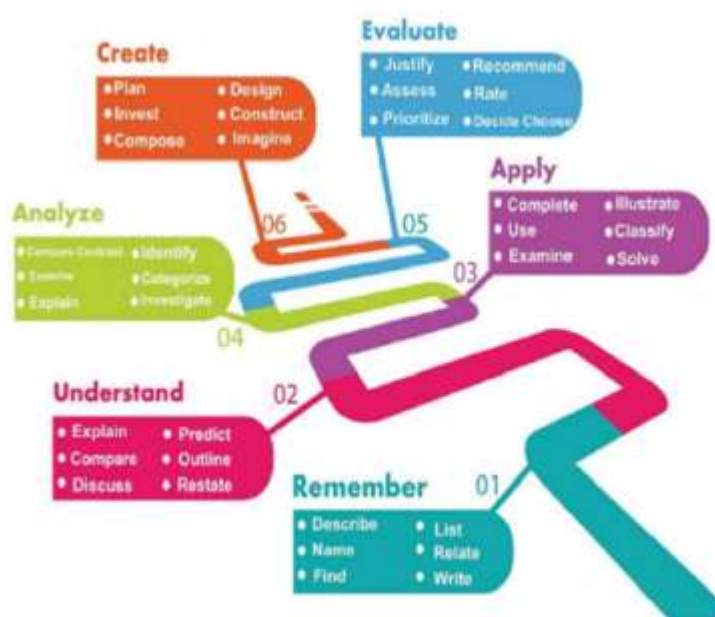 Evaluate
Create
• Justify • Recommend
• Assess • Rate
• Prioritize • Decide Choose
• Plan • Design
• Invest • Construct
• Compose • Imagine
Apply
• Complete • Illustrate
• Use • Classify
• Examine • Solve
Analyze
• Compare Contrast • Identify
• Examine • Categorize
• Explain • Investigate
06
05
03
04
Understand
02
• Explain • Predict
• Compare • Outline
• Discuss • Restate
Remember
01
• Describe • List
• Name • Relate
• Find • Write